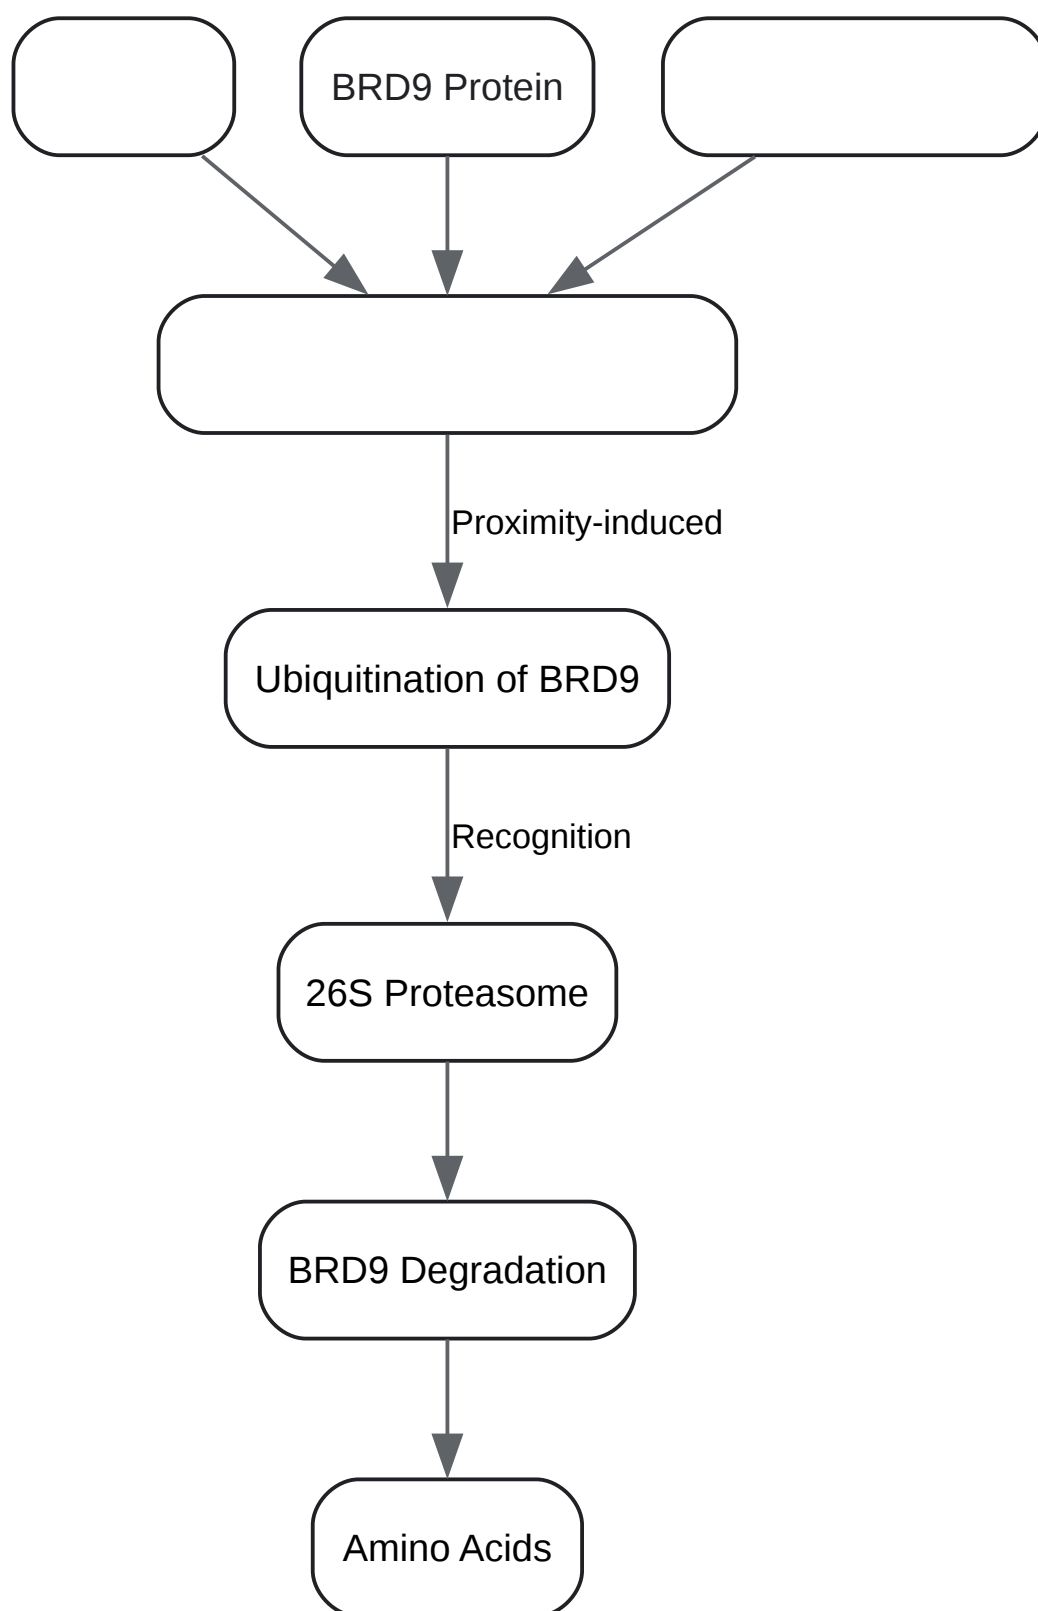 BRD9 Protein
Proximity-induced
Ubiquitination of BRD9
Recognition
26S Proteasome
BRD9 Degradation
Amino Acids